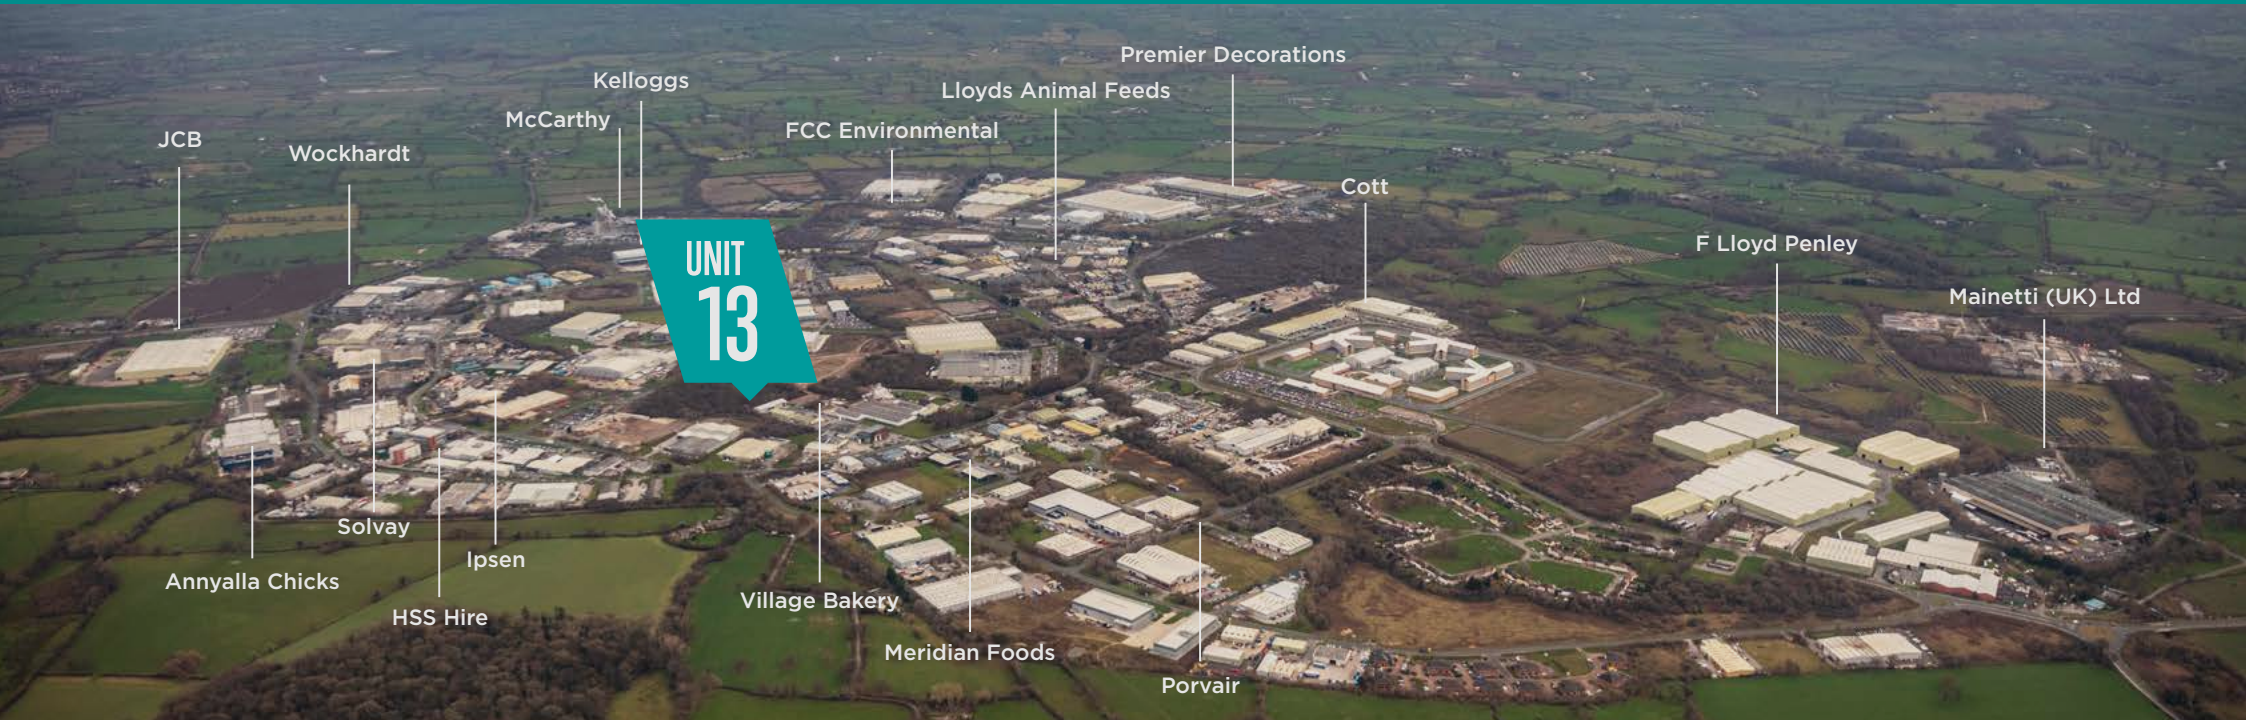 Premier Decorations
Kelloggs
Lloyds Animal Feeds
McCarthy
FCC Environmental
JCB
Wockhardt
Cott
F Lloyd Penley
UNIT
13
Mainetti (UK) Ltd
Solvay
Ipsen
Annyalla Chicks
Village Bakery
HSS Hire
Meridian Foods
Porvair